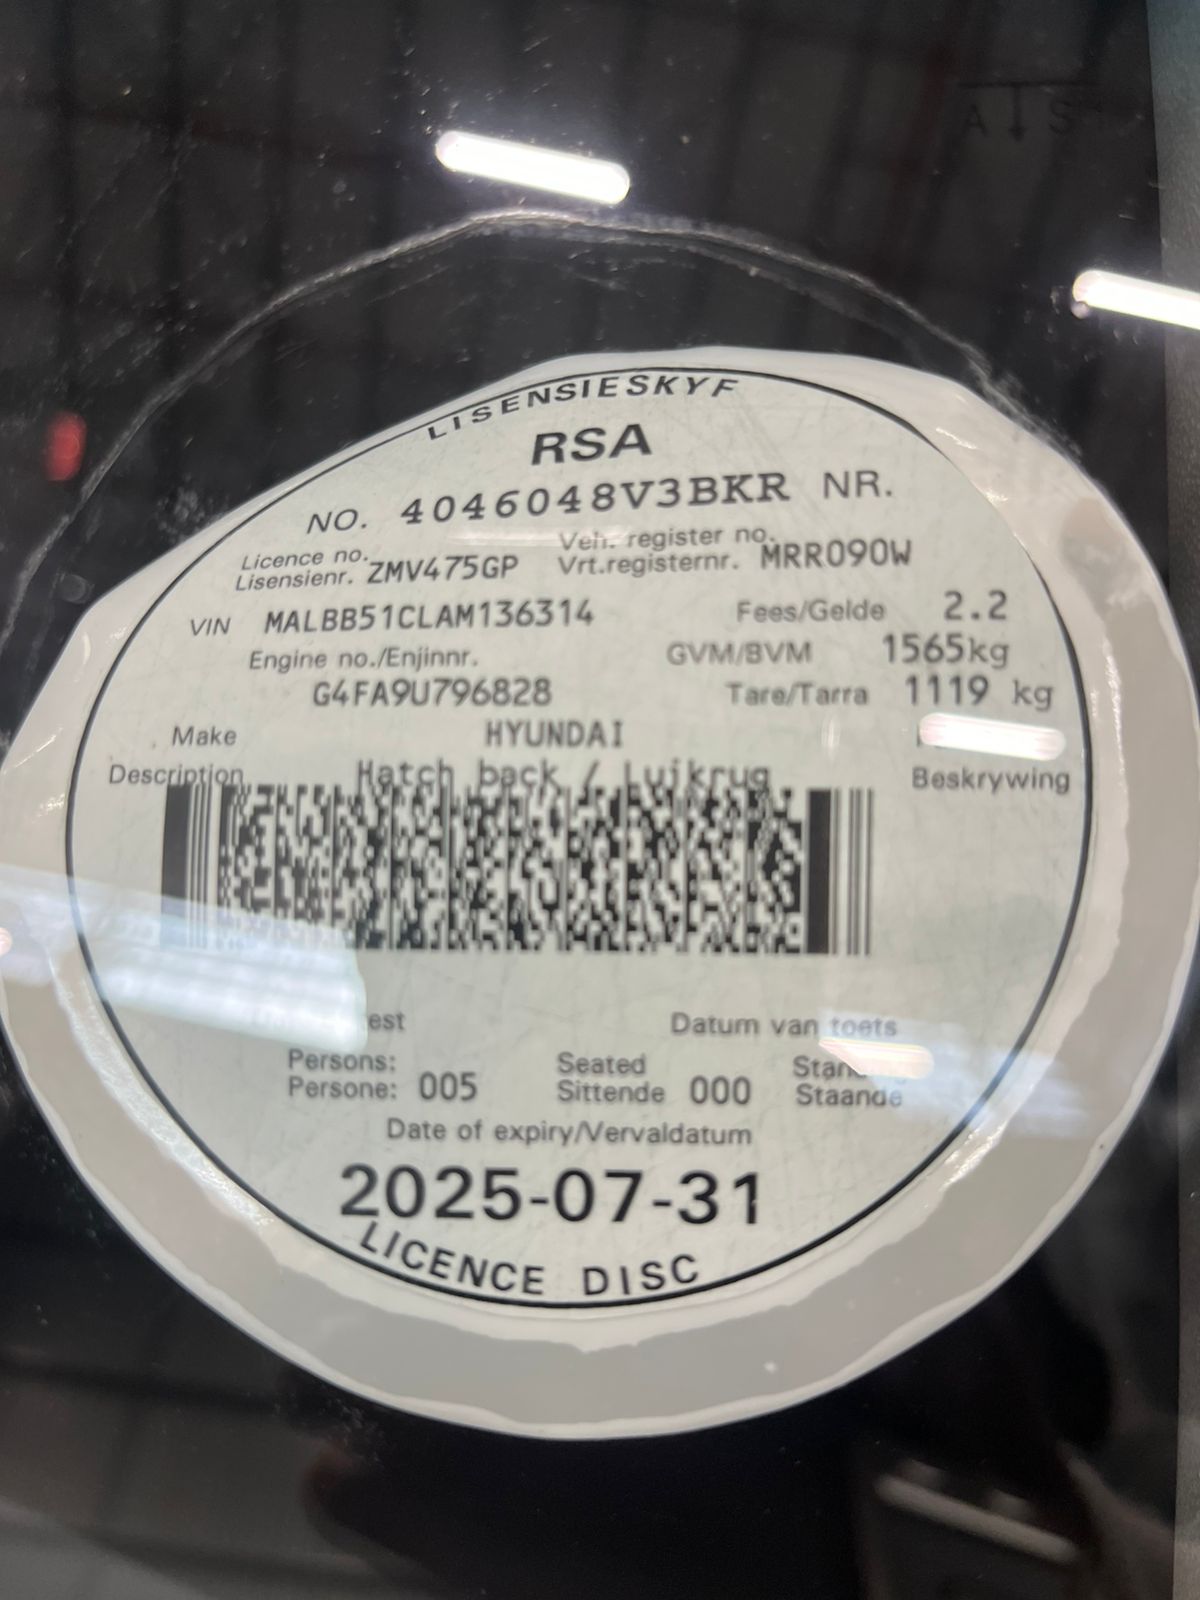 LISENSIESKYF
RSA
NO. 4046048V3BKR NR.
Licence no. ZMV475GP Veh. register no. MRR090W
Lisensienr. Vrt.registernr.
VIN MALBB51CLAM136314 Fees/Gelde 2.2
Engine no./Enjinnr. GVM/BVM 1565kg
G4FA9U796828 Tare/Tarra 1119 kg
Make HYUNDAI
Description Hatch back / Luikrug Beskrywing
Datum van toets
Persons: Seated
Persone: 005 Sittende 000 Staande
Date of expiry/Vervaldatum
2025-07-31
LICENCE DISC